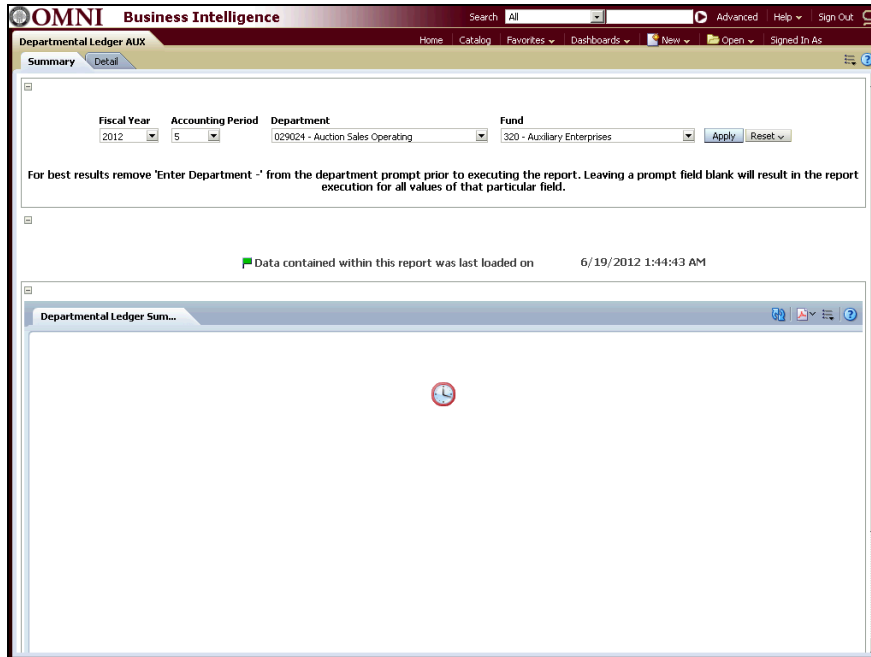 OMNI Business Intelligence Search All Advanced Help Sign Out
Departmental Ledger AUX Home Catalog Favorites Dashboards New Open Signed In As
Summary Detail
Fiscal Year Accounting Period Department Fund
2012 5 029024 - Auction Sales Operating 320 - Auxiliary Enterprises Apply Reset
For best results remove 'Enter Department -' from the department prompt prior to executing the report. Leaving a prompt field blank will result in the report
execution for all values of that particular field.
Data contained within this report was last loaded on 6/19/2012 1:44:43 AM
Departmental Ledger Sum...